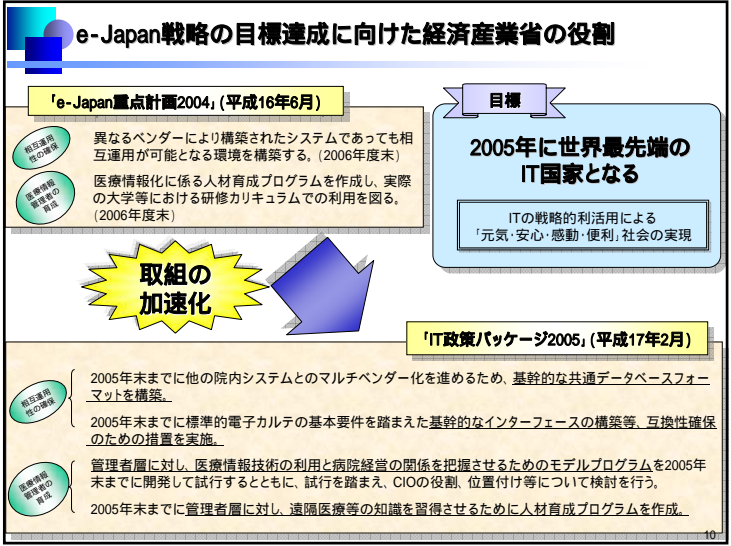 e-Japan戦略の目標達成に向けた経済産業省の役割
「e-Japan重点計画2004」(平成16年6月)
相互運用
性の確保
異なるベンダーにより構築されたシステムであっても相
互運用が可能となる環境を構築する。(2006年度末)
医療情報
管理者の
育成
医療情報化に係る人材育成プログラムを作成し、実際
の大学等における研修カリキュラムでの利用を図る。
(2006年度末)
目標
2005年に世界最先端の
IT国家となる
ITの戦略的利活用による
「元気・安心・感動・便利」社会の実現
取組の
加速化
「IT政策パッケージ2005」(平成17年2月)
相互運用
性の確保
2005年末までに他の院内システムとのマルチベンダー化を進めるため、基幹的な共通データベースフォー
マットを構築。
2005年末までに標準的電子カルテの基本要件を踏まえた基幹的なインターフェースの構築等、互換性確保
のための措置を実施。
医療情報
管理者の
育成
管理者層に対し、医療情報技術の利用と病院経営の関係を把握させるためのモデルプログラムを2005年
末までに開発して試行するとともに、試行を踏まえ、CIOの役割、位置付け等について検討を行う。
2005年末までに管理者層に対し、遠隔医療等の知識を習得させるために人材育成プログラムを作成。
10